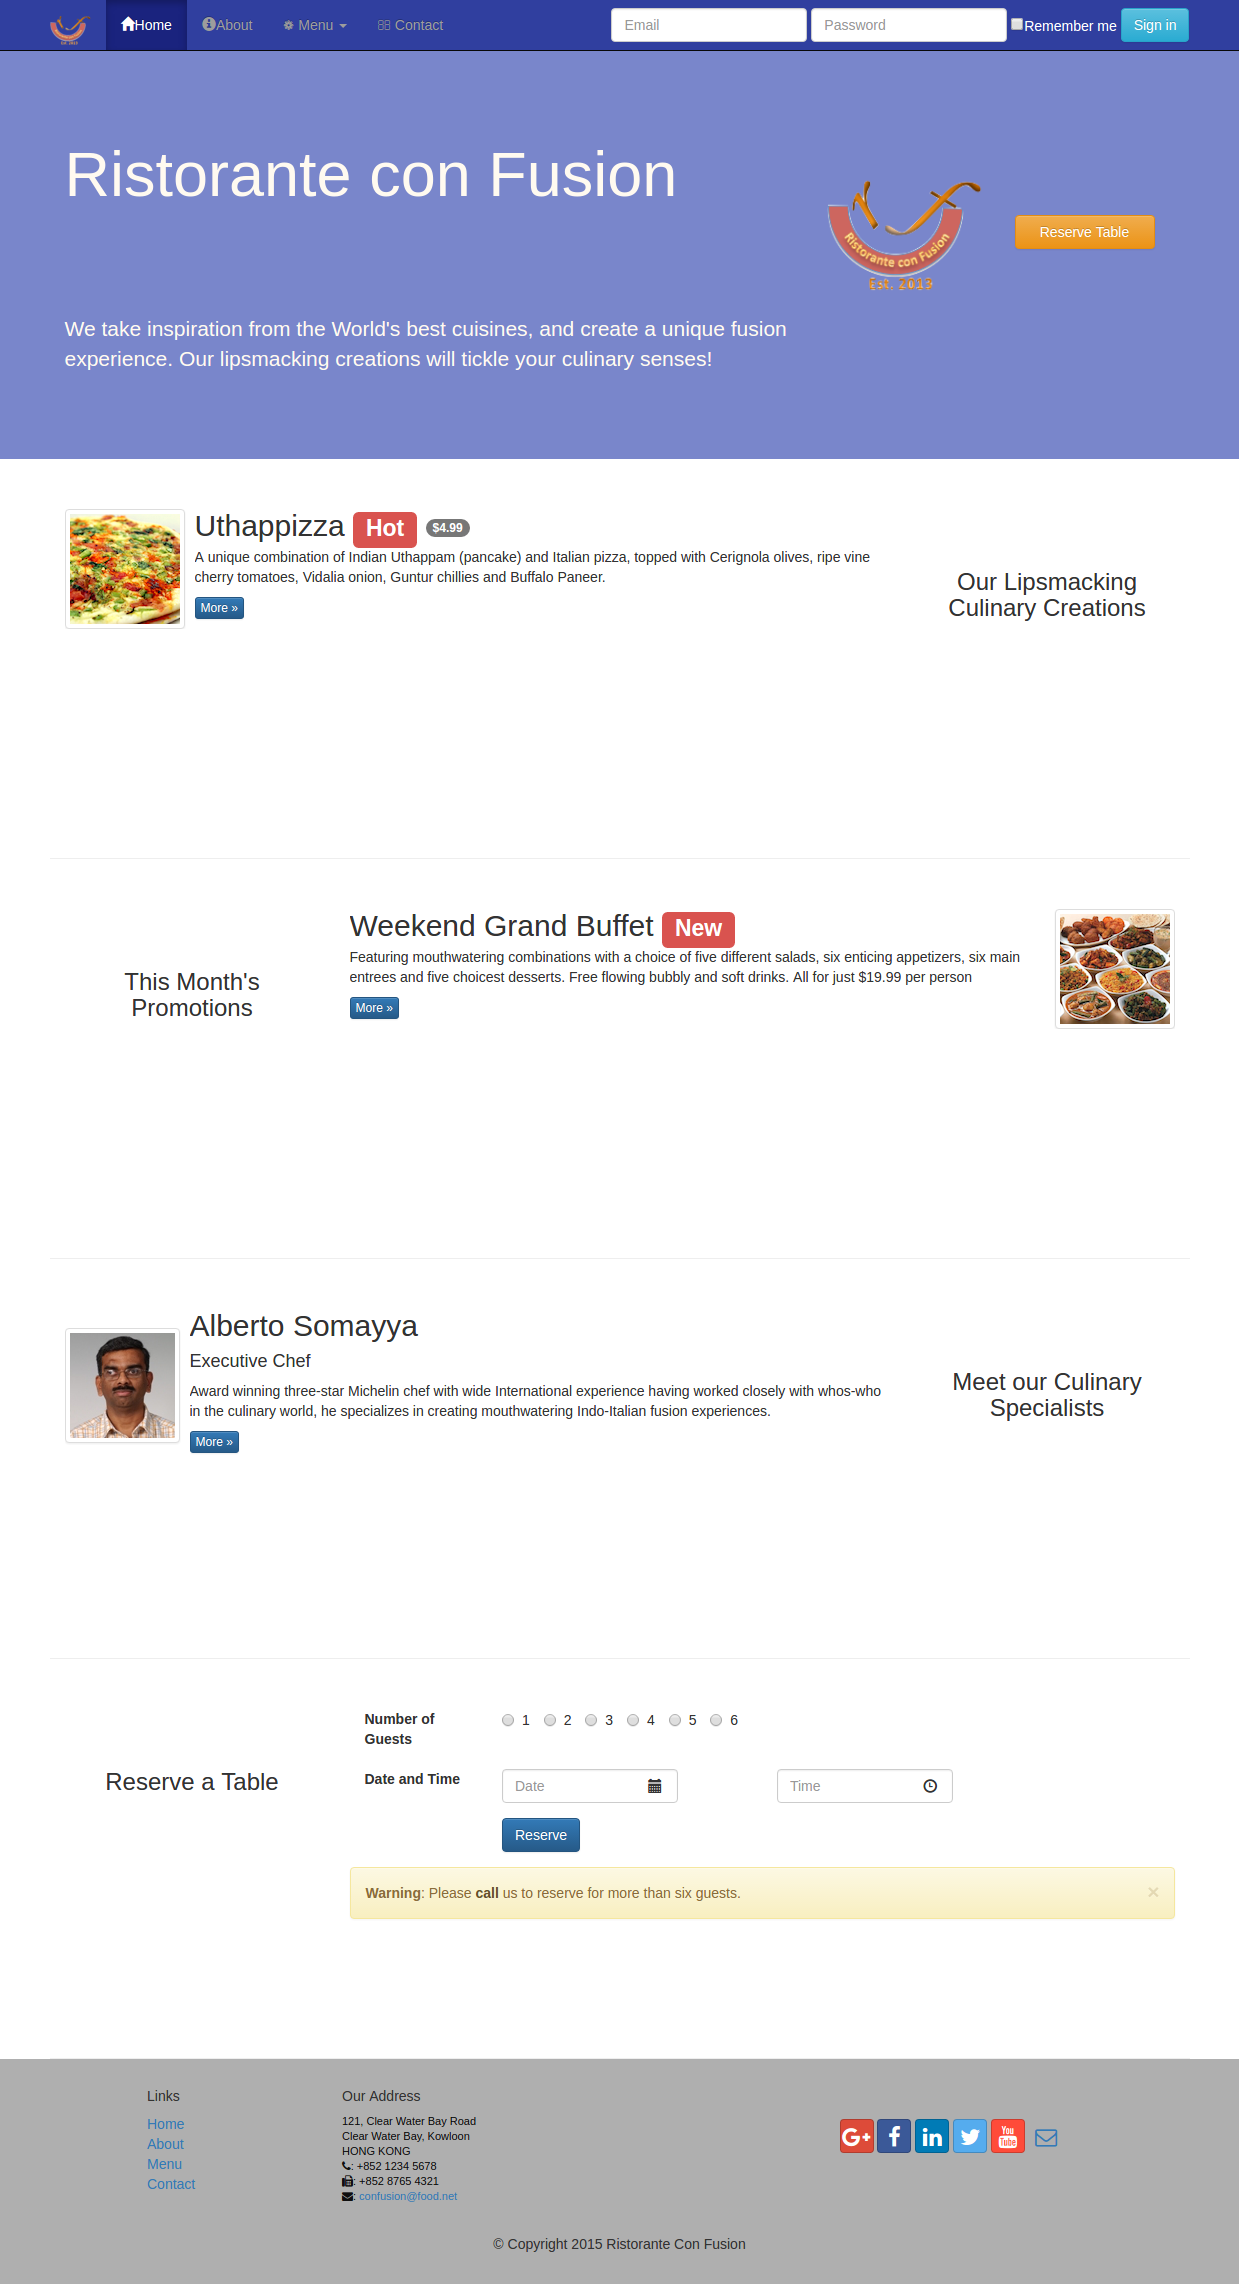 Home About Menu Contact Email Password Remember me Sign in
Ristorante con Fusion
Ristorante con Fusion
Est. 2013
Reserve Table
We take inspiration from the World's best cuisines, and create a unique fusion
experience. Our lipsmacking creations will tickle your culinary senses!
Uthappizza Hot $4.99
A unique combination of Indian Uthappam (pancake) and Italian pizza, topped with Cerignola olives, ripe vine
cherry tomatoes, Vidalia onion, Guntur chillies and Buffalo Paneer.
More »
Our Lipsmacking
Culinary Creations
This Month's
Promotions
Weekend Grand Buffet New
Featuring mouthwatering combinations with a choice of five different salads, six enticing appetizers, six main
entrees and five choicest desserts. Free flowing bubbly and soft drinks. All for just $19.99 per person
More »
Alberto Somayya
Executive Chef
Award winning three-star Michelin chef with wide International experience having worked closely with whos-who
in the culinary world, he specializes in creating mouthwatering Indo-Italian fusion experiences.
More »
Meet our Culinary
Specialists
Reserve a Table
Number of
Guests
1 2 3 4 5 6
Date and Time
Date
Time
Reserve
Warning: Please call us to reserve for more than six guests. ×
Links
Home
About
Menu
Contact
Our Address
121, Clear Water Bay Road
Clear Water Bay, Kowloon
HONG KONG
: +852 1234 5678
: +852 8765 4321
: confusion@food.net
G+ f in You Tube
© Copyright 2015 Ristorante Con Fusion